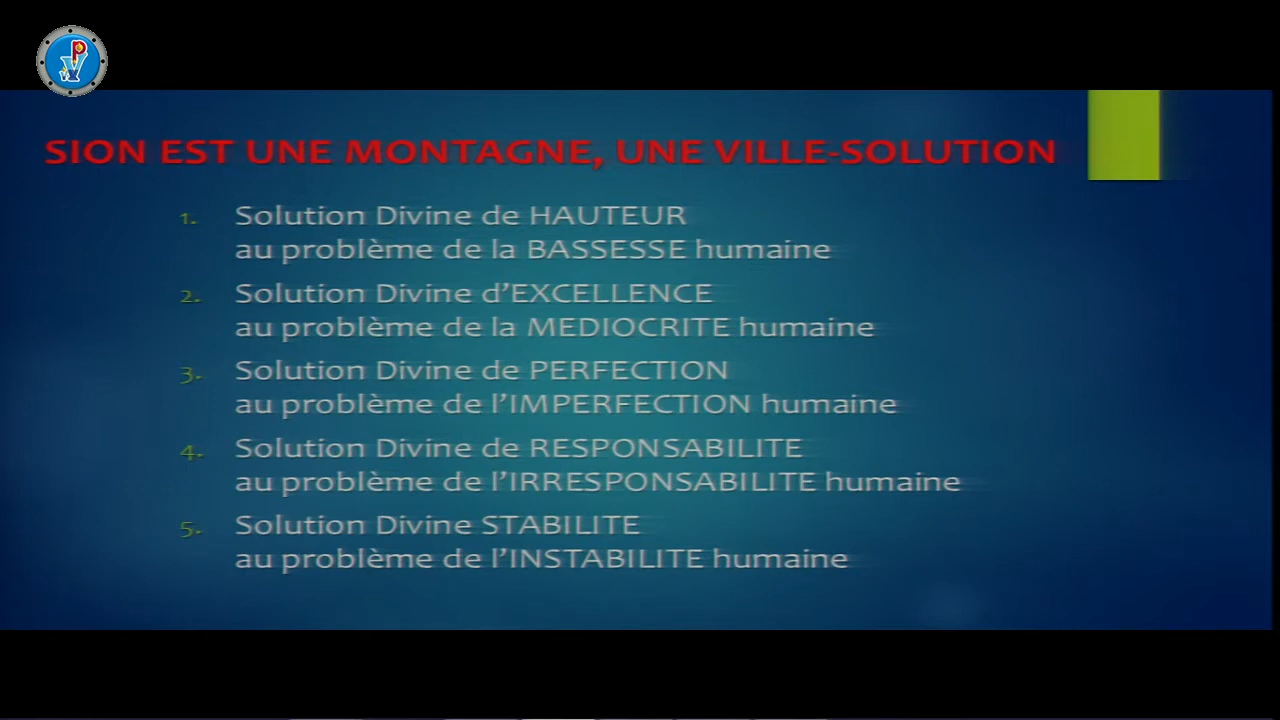 SION EST UNE MONTAGNE, UNE VILLE-SOLUTION
1. Solution Divine de HAUTEUR
au problème de la BASSESSE humaine
2. Solution Divine d’EXCELLENCE
au problème de la MEDIOCRITE humaine
3. Solution Divine de PERFECTION
au problème de l’IMPERFECTION humaine
4. Solution Divine de RESPONSABILITE
au problème de l’IRRESPONSABILITE humaine
5. Solution Divine STABILITE
au problème de l’INSTABILITE humaine